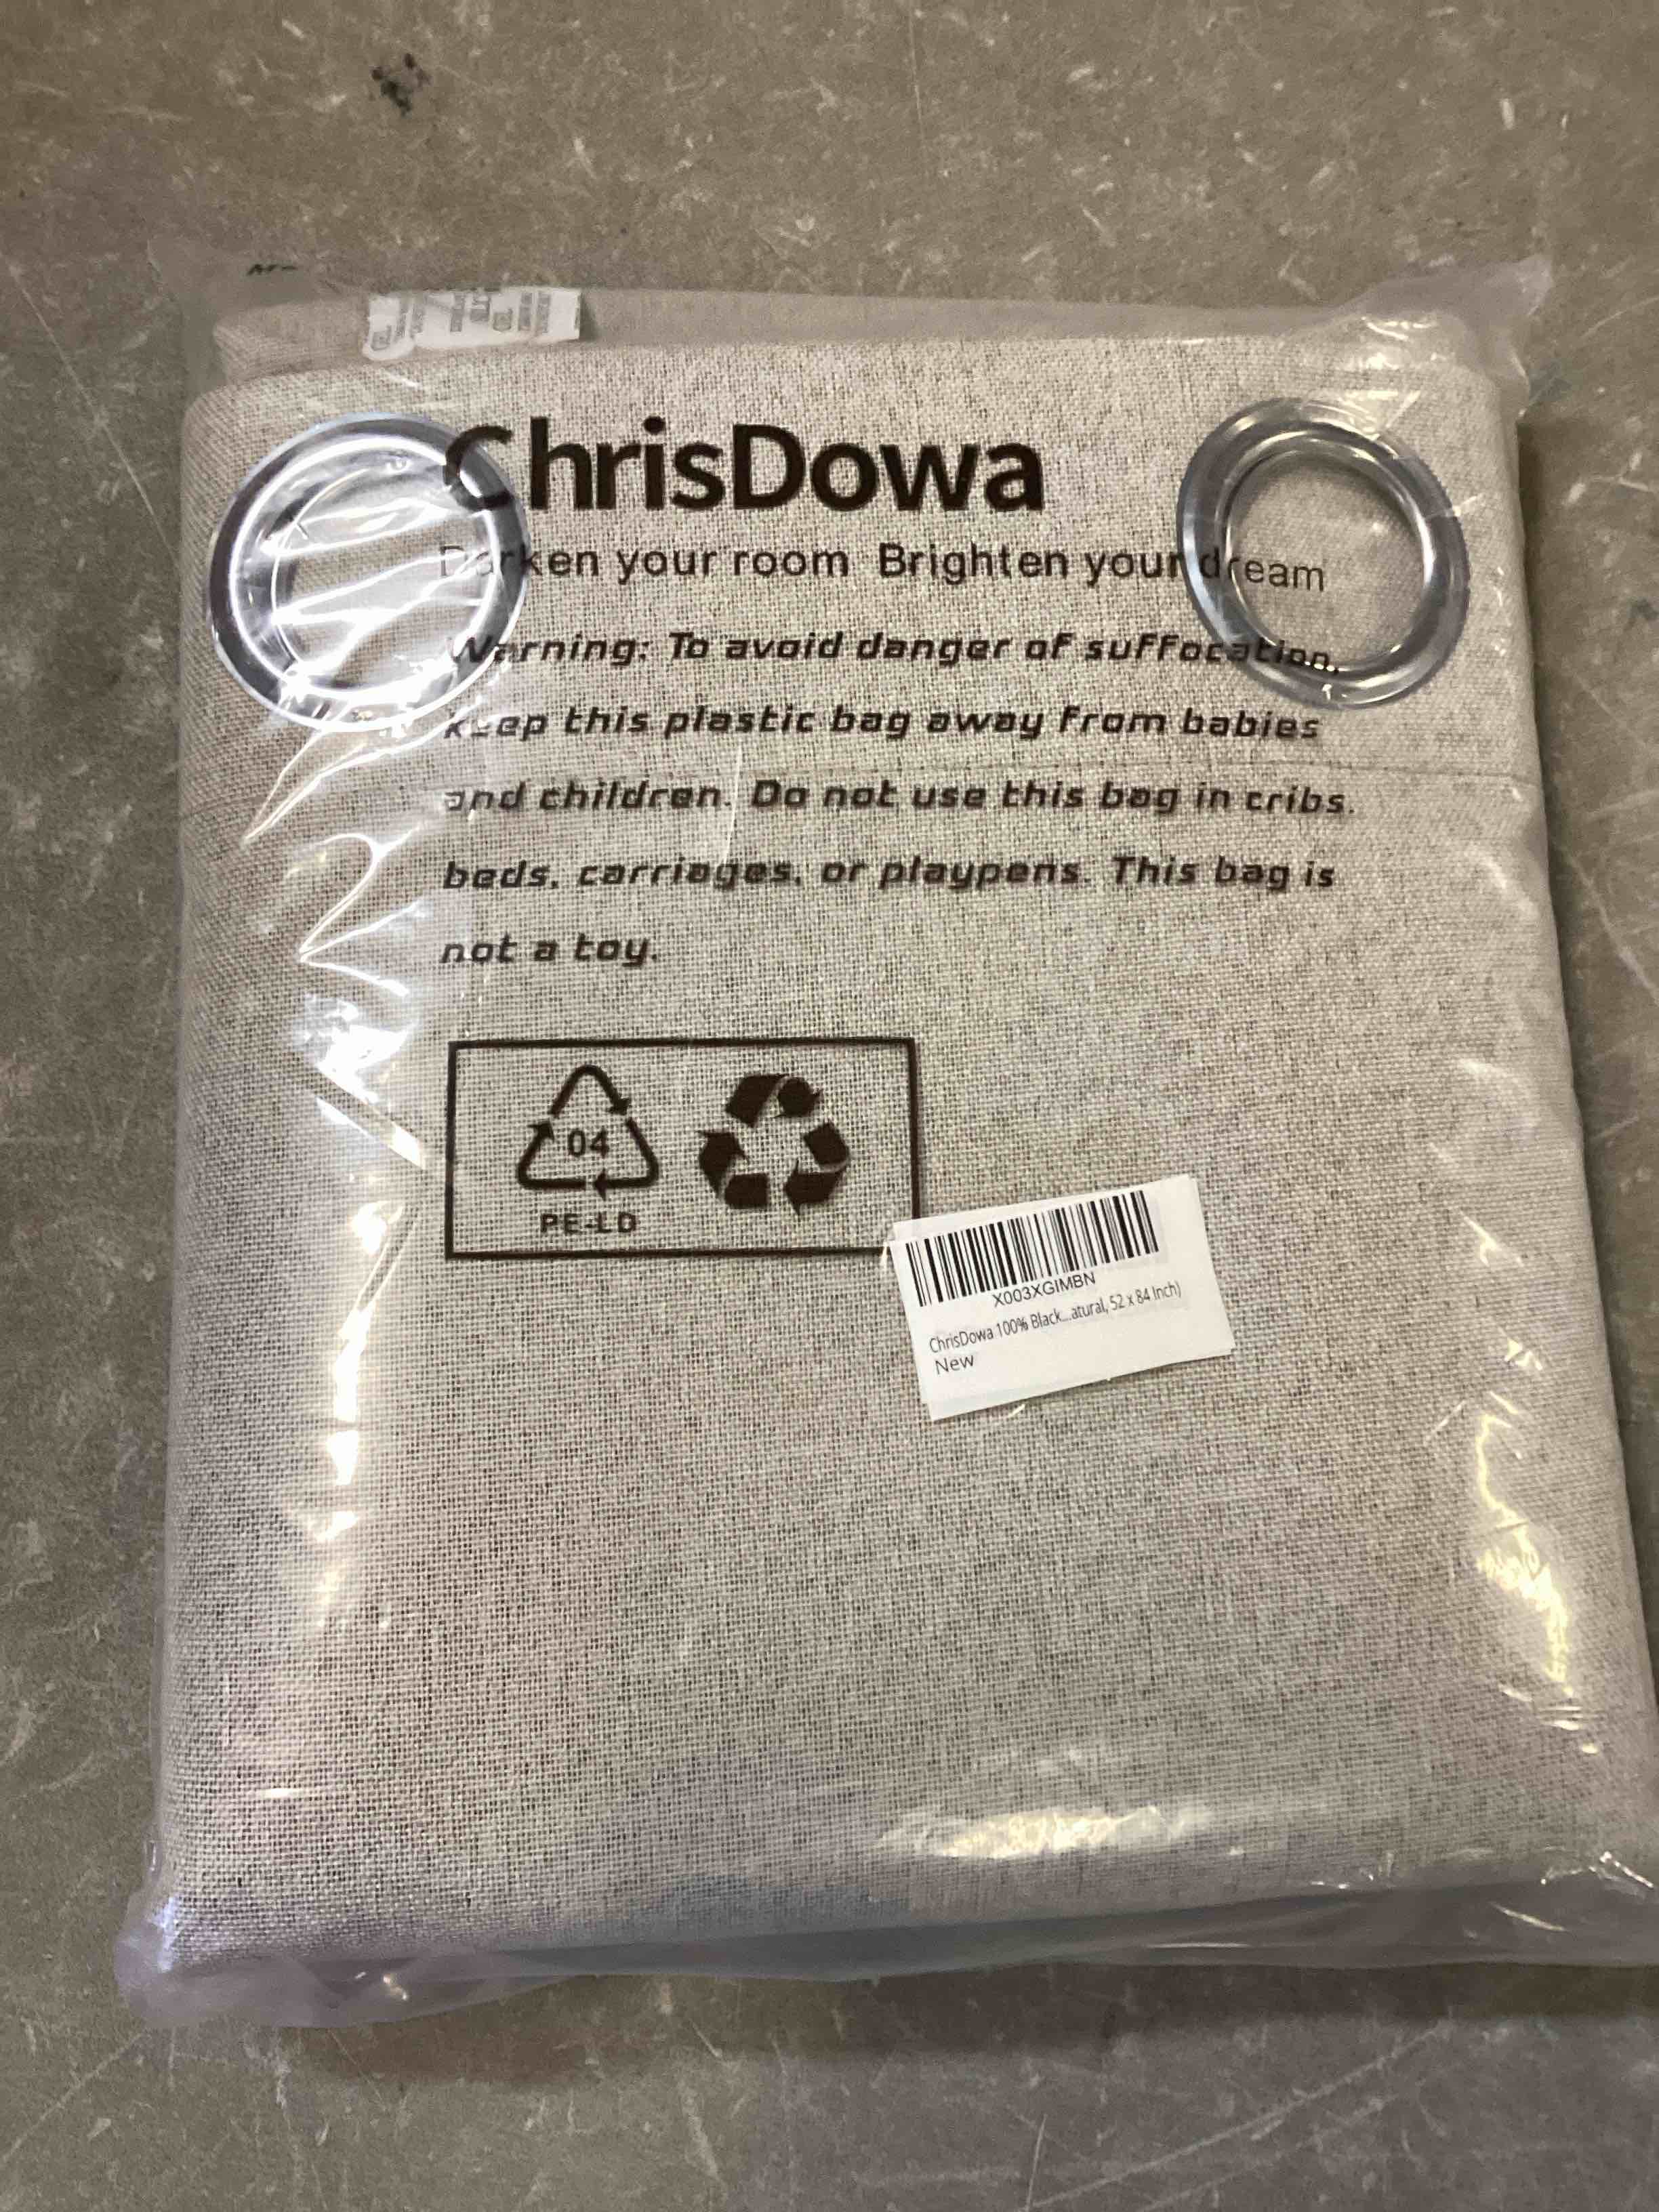 ChrisDowa
Darken your room Brighten your dream
Warning: To avoid danger of suffocation,
keep this plastic bag away from babies
and children. Do not use this bag in cribs.
beds, carriages, or playpens. This bag is
not a toy.
04
PE-LD
X003XGIMBN
ChrisDowa 100% Black...atural, 52 x 84 Inch)
New